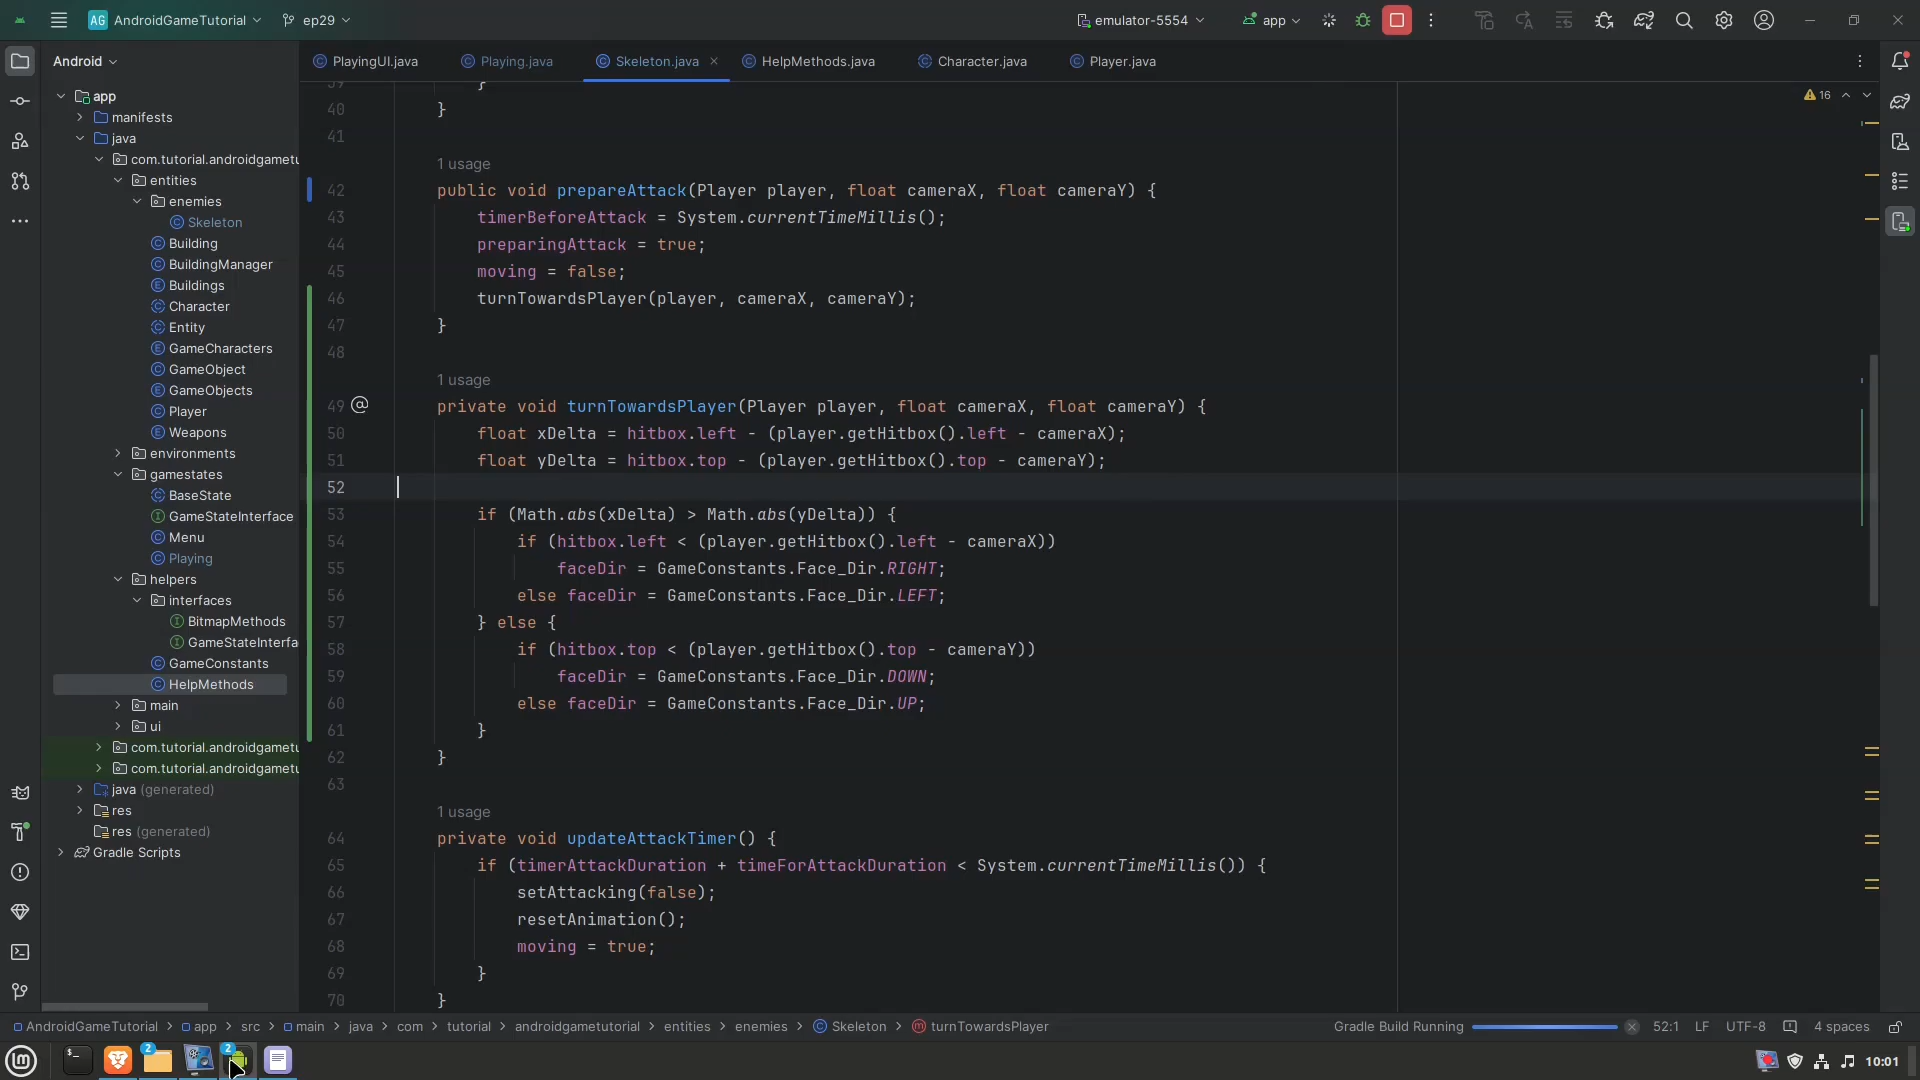 AG AndroidGameTutorial ep29 emulator-5554 app
Android
PlayingUI.java Playing.java Skeleton.java HelpMethods.java Character.java Player.java
app
manifests
java
com.tutorial.androidgametu
entities
enemies
Skeleton
Building
BuildingManager
Buildings
Character
Entity
GameCharacters
GameObject
GameObjects
Player
Weapons
environments
gamestates
BaseState
GameStateInterface
Menu
Playing
helpers
interfaces
BitmapMethods
GameStateInterfa
GameConstants
HelpMethods
main
ui
com.tutorial.androidgametu
com.tutorial.androidgametu
java (generated)
res
res (generated)
Gradle Scripts
16
39 }
40 }
41
1 usage
42 public void prepareAttack(Player player, float cameraX, float cameraY) {
43 timerBeforeAttack = System.currentTimeMillis();
44 preparingAttack = true;
45 moving = false;
46 turnTowardsPlayer(player, cameraX, cameraY);
47 }
48
1 usage
49 @ private void turnTowardsPlayer(Player player, float cameraX, float cameraY) {
50 float xDelta = hitbox.left - (player.getHitbox().left - cameraX);
51 float yDelta = hitbox.top - (player.getHitbox().top - cameraY);
52
53 if (Math.abs(xDelta) > Math.abs(yDelta)) {
54 if (hitbox.left < (player.getHitbox().left - cameraX))
55 faceDir = GameConstants.Face_Dir.RIGHT;
56 else faceDir = GameConstants.Face_Dir.LEFT;
57 } else {
58 if (hitbox.top < (player.getHitbox().top - cameraY))
59 faceDir = GameConstants.Face_Dir.DOWN;
60 else faceDir = GameConstants.Face_Dir.UP;
61 }
62 }
63
1 usage
64 private void updateAttackTimer() {
65 if (timerAttackDuration + timeForAttackDuration < System.currentTimeMillis()) {
66 setAttacking(false);
67 resetAnimation();
68 moving = true;
69 }
70 }
AndroidGameTutorial > app > src > main > java > com > tutorial > androidgametutorial > entities > enemies > Skeleton > turnTowardsPlayer Gradle Build Running 52:1 LF UTF-8 4 spaces
2 2 10:01